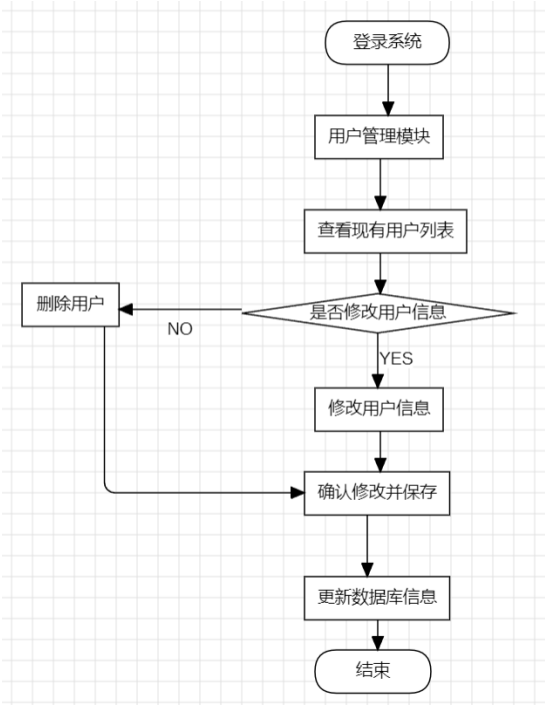 登录系统
用户管理模块
查看现有用户列表
是否修改用户信息
删除用户
NO
YES
修改用户信息
确认修改并保存
更新数据库信息
结束